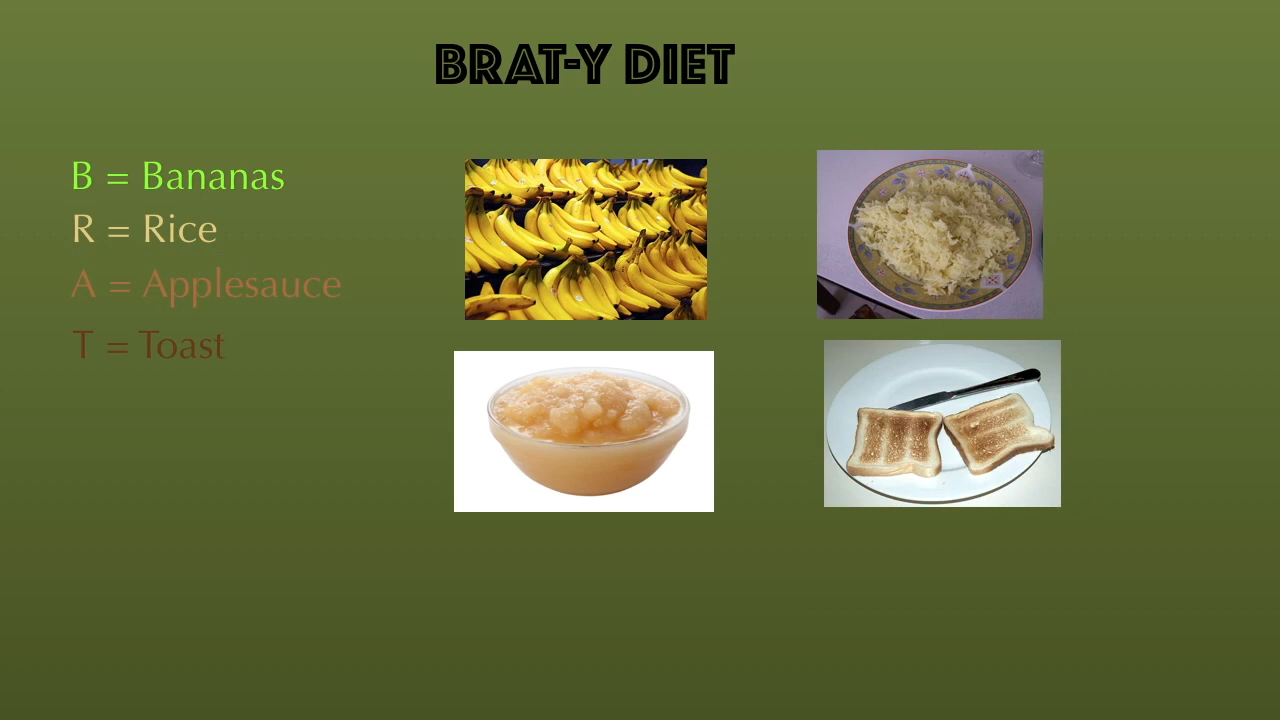 BRAT-Y DIET
B = Bananas
R = Rice
A = Applesauce
T = Toast